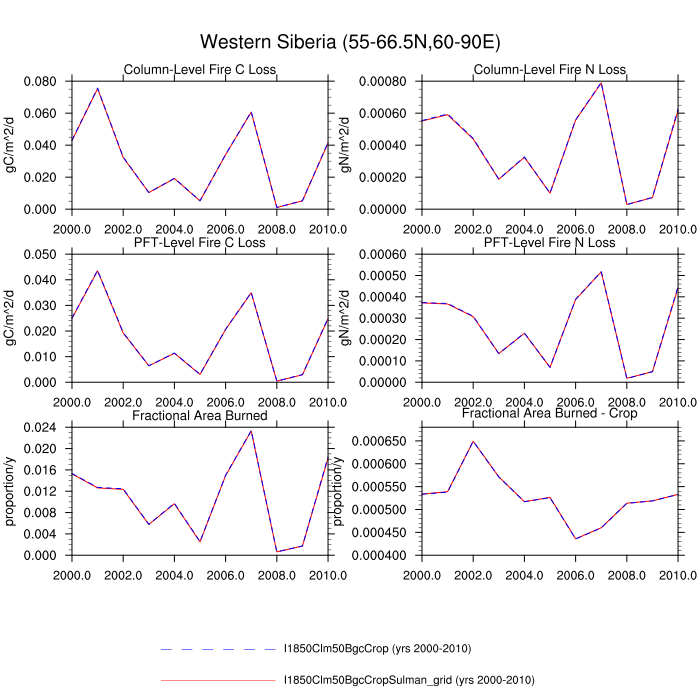 Western Siberia (55-66.5N,60-90E)
Column-Level Fire C Loss
gC/m^2/d
0.080
0.060
0.040
0.020
0.000
2000.0 2002.0 2004.0 2006.0 2008.0 2010.0
Column-Level Fire N Loss
gN/m^2/d
0.00080
0.00060
0.00040
0.00020
0.00000
2000.0 2002.0 2004.0 2006.0 2008.0 2010.0
PFT-Level Fire C Loss
gC/m^2/d
0.050
0.040
0.030
0.020
0.010
0.000
2000.0 2002.0 2004.0 2006.0 2008.0 2010.0
PFT-Level Fire N Loss
gN/m^2/d
0.00060
0.00050
0.00040
0.00030
0.00020
0.00010
0.00000
2000.0 2002.0 2004.0 2006.0 2008.0 2010.0
Fractional Area Burned
proportion/y
0.024
0.020
0.016
0.012
0.008
0.004
0.000
2000.0 2002.0 2004.0 2006.0 2008.0 2010.0
Fractional Area Burned - Crop
proportion/y
0.000650
0.000600
0.000550
0.000500
0.000450
0.000400
2000.0 2002.0 2004.0 2006.0 2008.0 2010.0
I1850Clm50BgcCrop (yrs 2000-2010)
I1850Clm50BgcCropSulman_grid (yrs 2000-2010)